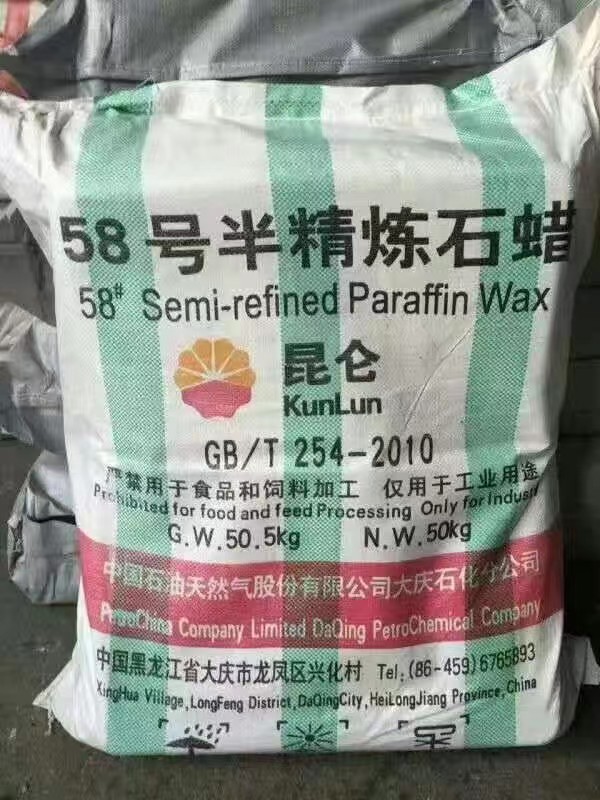 58号半精炼石蜡
58# Semi-refined Paraffin Wax
昆仑
KunLun
GB/T 254-2010
严禁用于食品和饲料加工 仅用于工业用途
Prohibited for food and feed Processing Only for
G.W.50.5kg N.W.50kg
中国石油天然气股份有限公司大庆石化分公司
PetroChina Company Limited DaQing PetroChemical Company
中国黑龙江省大庆市龙凤区兴化村 Tel:(86-459)6765893
XingHua Village,LongFeng District,DaQingCity,HeiLongJiang Province,China